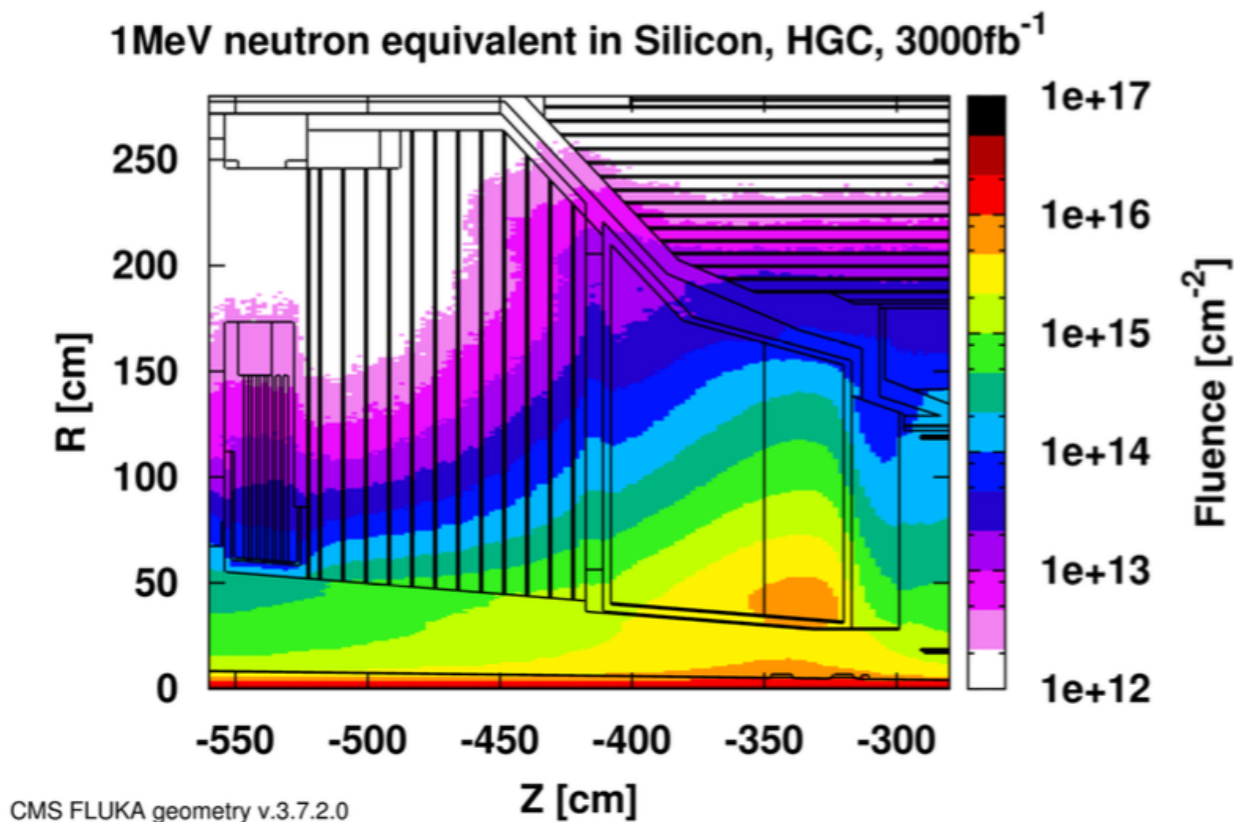 1MeV neutron equivalent in Silicon, HGC, 3000fb⁻¹
1e+17
250
1e+16
200
R [cm]
1e+15
Fluence [cm⁻²]
150
1e+14
100
1e+13
50
0
1e+12
-550 -500 -450 -400 -350 -300
Z [cm]
CMS FLUKA geometry v.3.7.2.0